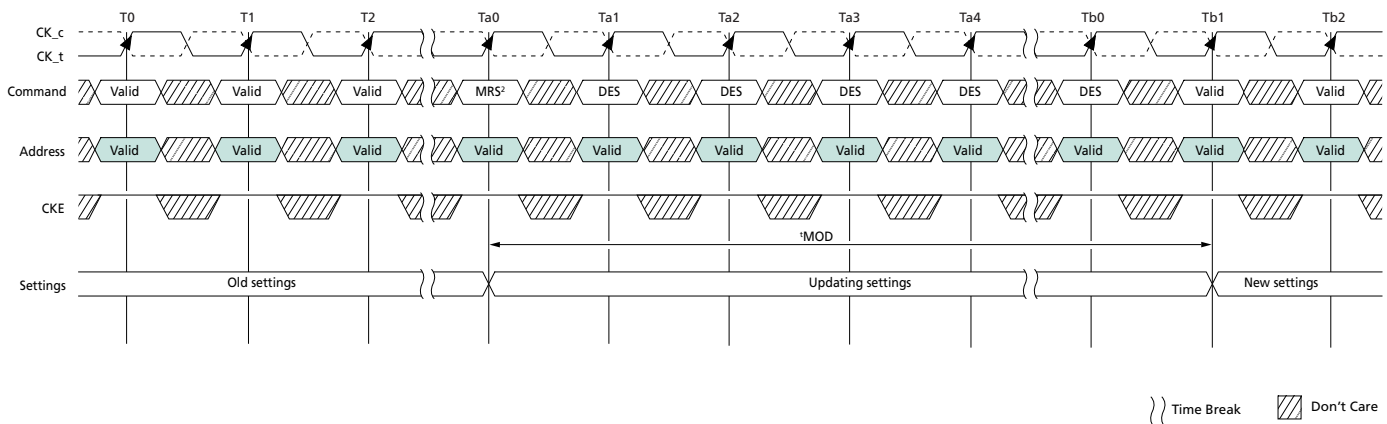 T0 T1 T2 Ta0 Ta1 Ta2 Ta3 Ta4 Tb0 Tb1 Tb2
CK_c
CK_t
Command Valid Valid Valid MRS² DES DES DES DES DES Valid Valid
Address Valid Valid Valid Valid Valid Valid Valid Valid Valid Valid Valid
CKE
ᵗMOD
Settings Old settings Updating settings New settings
Time Break Don't Care